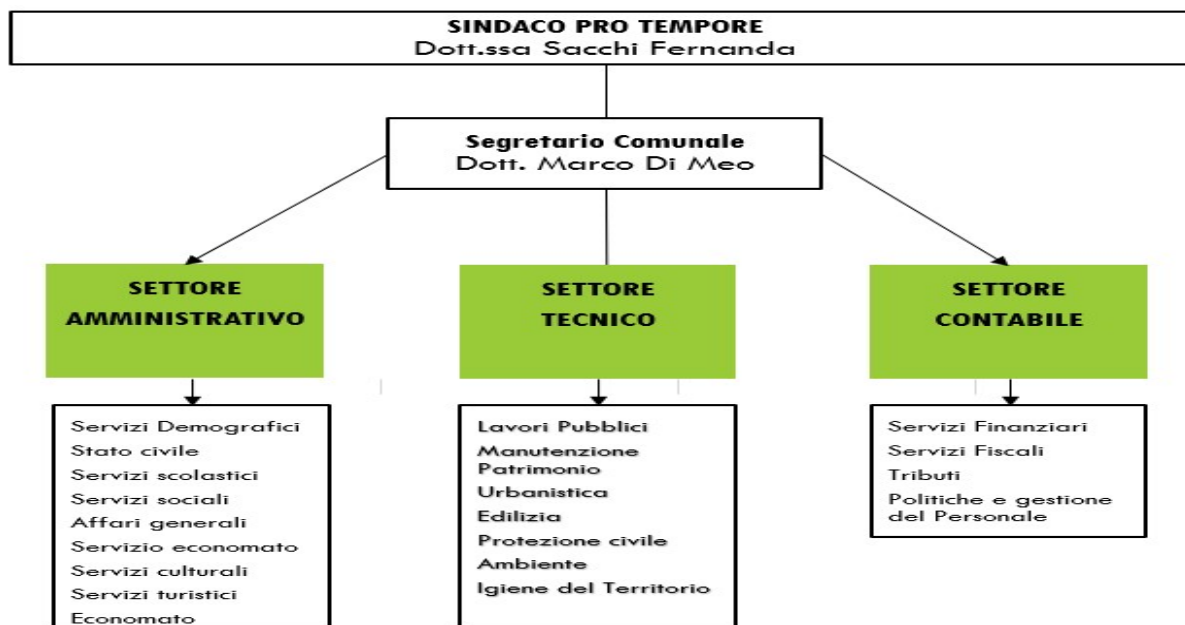 SINDACO PRO TEMPORE
Dott.ssa Sacchi Fernanda
Segretario Comunale
Dott. Marco Di Meo
SETTORE
AMMINISTRATIVO
SETTORE
TECNICO
SETTORE
CONTABILE
Servizi Demografici
Stato civile
Servizi scolastici
Servizi sociali
Affari generali
Servizio economato
Servizi culturali
Servizi turistici
Economato
Lavori Pubblici
Manutenzione
Patrimonio
Urbanistica
Edilizia
Protezione civile
Ambiente
Igiene del Territorio
Servizi Finanziari
Servizi Fiscali
Tributi
Politiche e gestione
del Personale